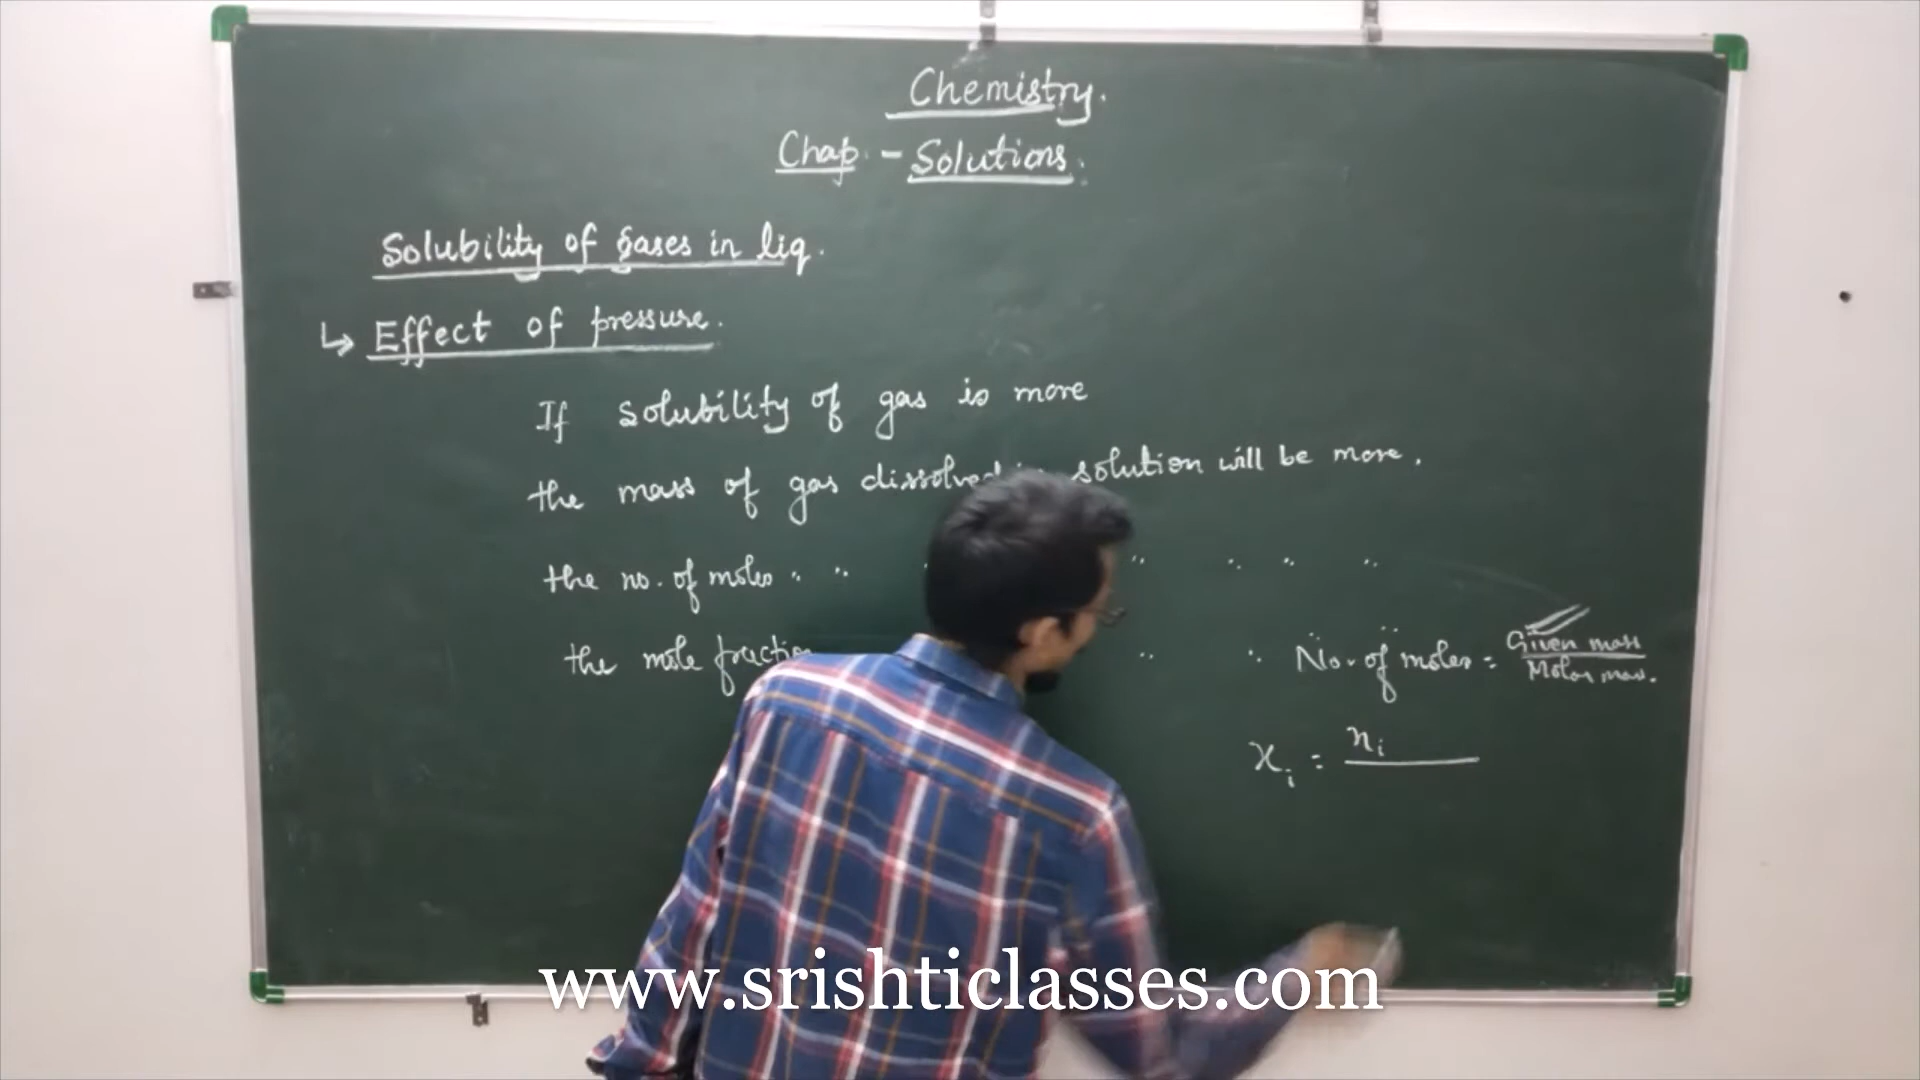 Chemistry.
Chap. - Solutions.
Solubility of gases in liq.
↳ Effect of pressure.
If solubility of gas is more
the mass of gas dissolved in solution will be more.
the no. of moles " " " " " " "
the mole fraction " "
No. of moles = Given mass / Molar mass.
xi = ni
www.srishticlasses.com